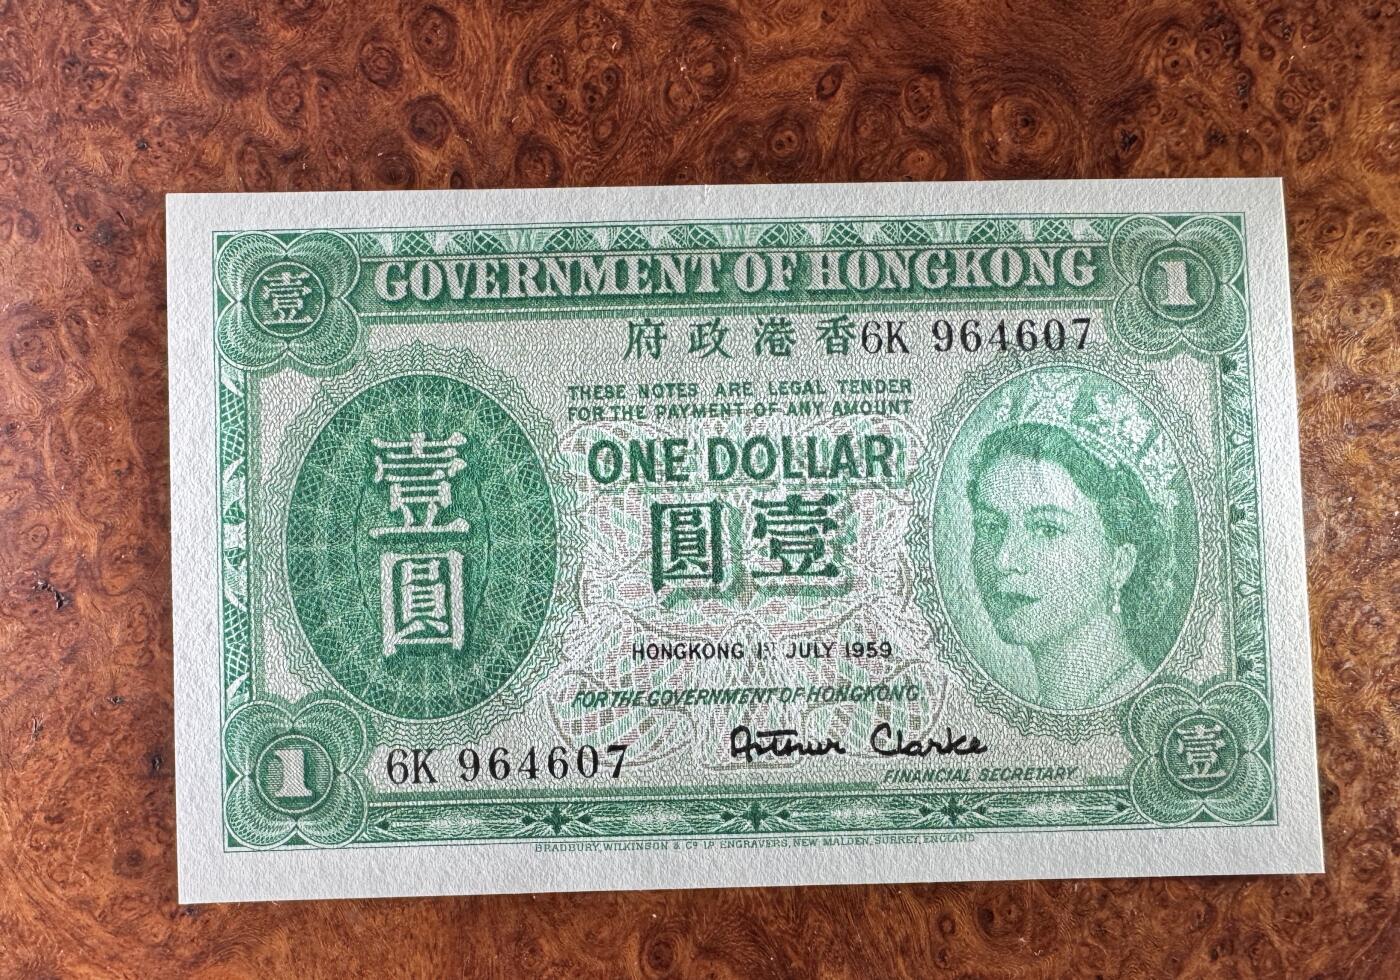 壹
GOVERNMENT OF HONGKONG
1
府政港香
6K 964607
THESE NOTES ARE LEGAL TENDER
FOR THE PAYMENT OF ANY AMOUNT
ONE DOLLAR
圓壹
壹
圓
HONGKONG 1ST JULY 1959
FOR THE GOVERNMENT OF HONGKONG
Arthur Clarke
FINANCIAL SECRETARY
1
6K 964607
壹
BRADBURY, WILKINSON & Cº Lᴰ ENGRAVERS, NEW MALDEN, SURREY, ENGLAND